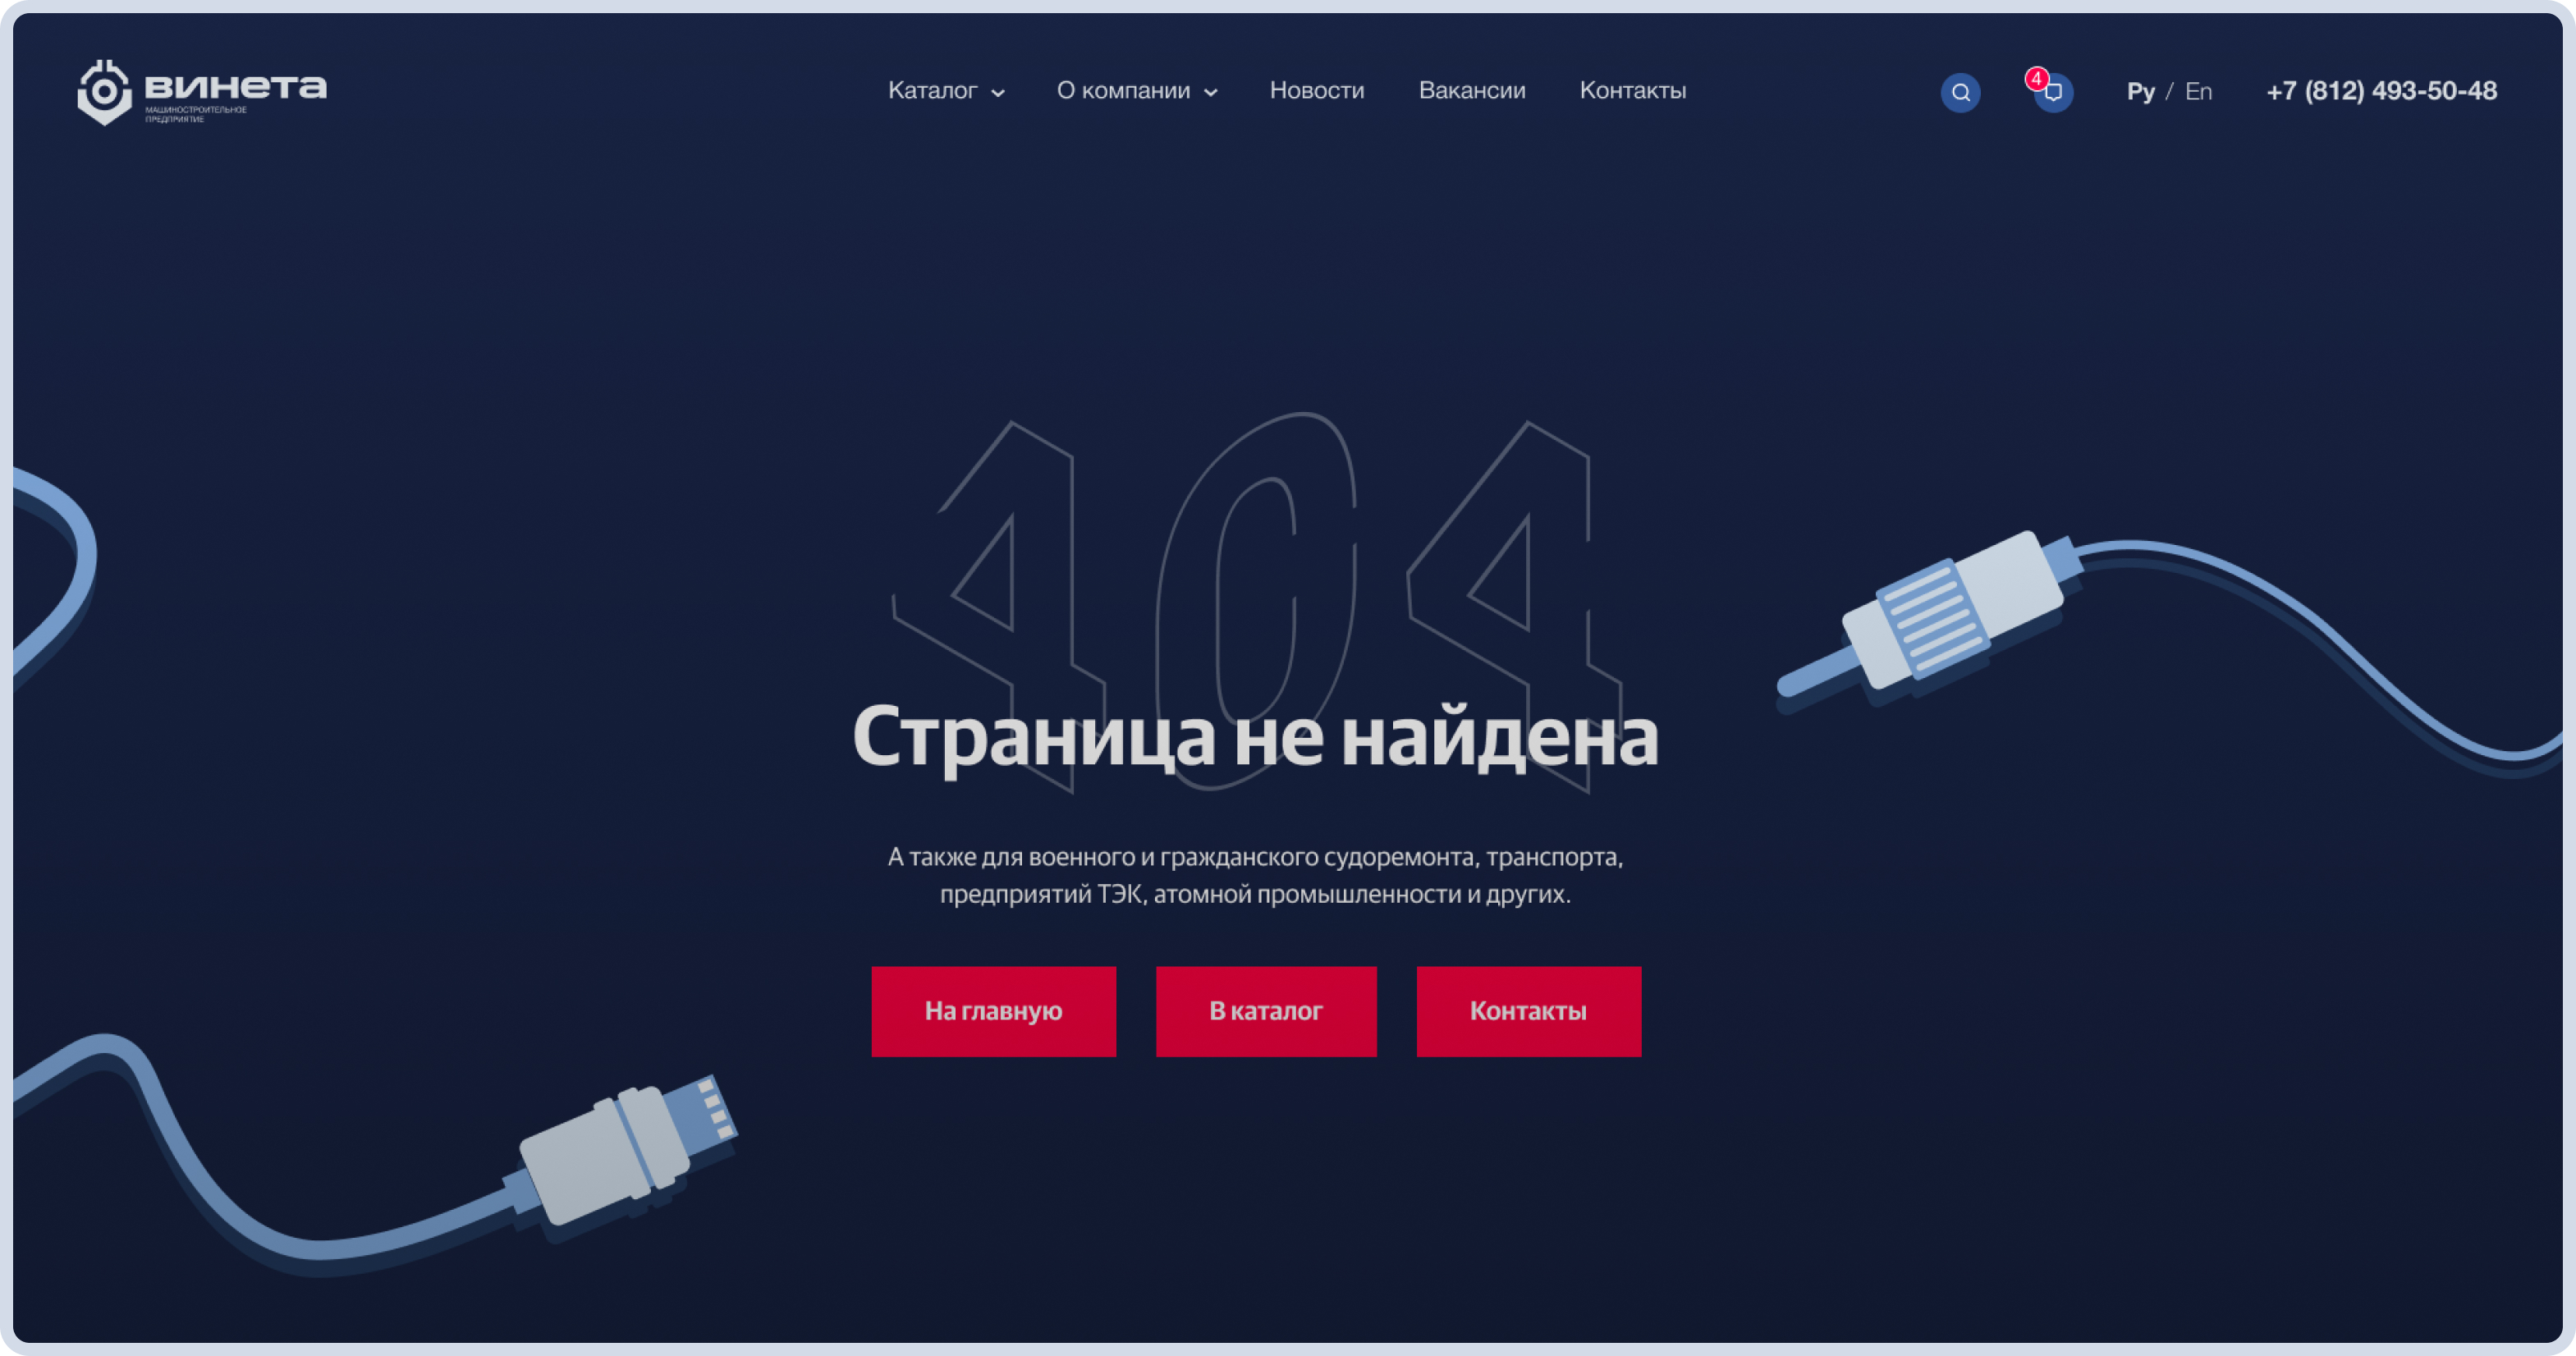 ВИНЕТА
МАШИНОСТРОИТЕЛЬНОЕ
ПРЕДПРИЯТИЕ
Каталог
О компании
Новости
Вакансии
Контакты
4
Ру / En
+7 (812) 493-50-48
404
Страница не найдена
А также для военного и гражданского судоремонта, транспорта,
предприятий ТЭК, атомной промышленности и других.
На главную
В каталог
Контакты